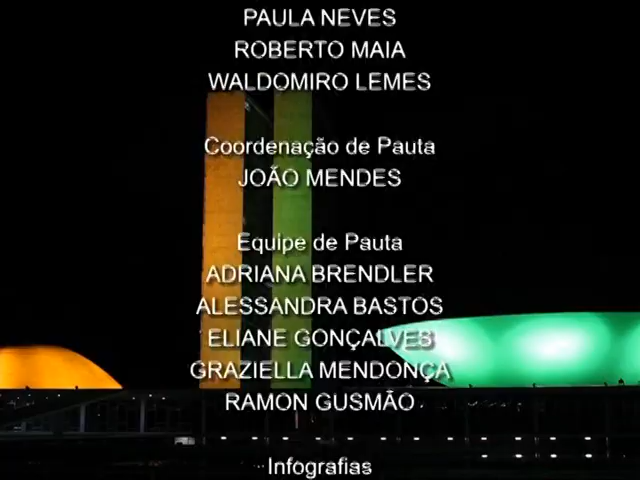 PAULA NEVES
ROBERTO MAIA
WALDOMIRO LEMES
Coordenação de Pauta
JOÃO MENDES
Equipe de Pauta
ADRIANA BRENDLER
ALESSANDRA BASTOS
ELIANE GONÇALVES
GRAZIELLA MENDONÇA
RAMON GUSMÃO
Infografias